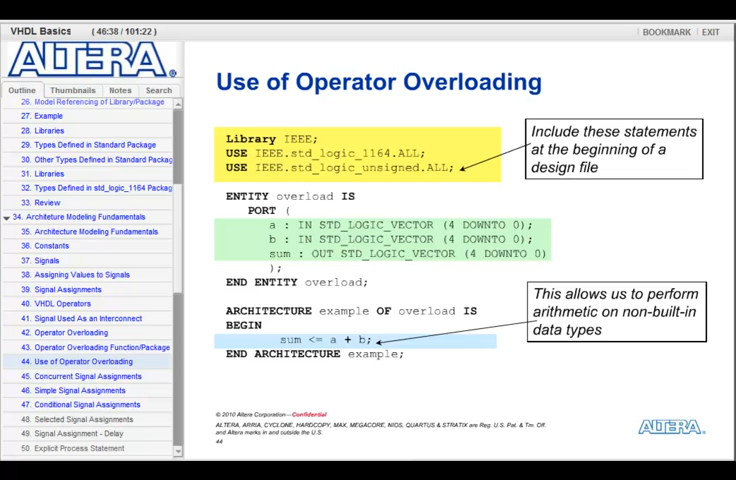 VHDL Basics ( 46:38 / 101:22 )
BOOKMARK
EXIT
ALTERA®
Outline
Thumbnails
Notes
Search
26. Model Referencing of Library/Package
27. Example
28. Libraries
29. Types Defined in Standard Package
30. Other Types Defined in Standard Packag
31. Libraries
32. Types Defined in std_logic_1164 Packag
33. Review
34. Architeture Modeling Fundamentals
35. Architecture Modeling Fundamentals
36. Constants
37. Signals
38. Assigning Values to Signals
39. Signal Assignments
40. VHDL Operators
41. Signal Used As an Interconnect
42. Operator Overloading
43. Operator Overloading Function/Package
44. Use of Operator Overloading
45. Concurrent Signal Assignments
46. Simple Signal Assignments
47. Conditional Signal Assignments
48. Selected Signal Assignments
49. Signal Assignment - Delay
50. Explicit Process Statement
Use of Operator Overloading
Library IEEE;
USE IEEE.std_logic_1164.ALL;
USE IEEE.std_logic_unsigned.ALL;
Include these statements
at the beginning of a
design file
ENTITY overload IS
PORT (
a : IN STD_LOGIC_VECTOR (4 DOWNTO 0);
b : IN STD_LOGIC_VECTOR (4 DOWNTO 0);
sum : OUT STD_LOGIC_VECTOR (4 DOWNTO 0)
);
END ENTITY overload;
ARCHITECTURE example OF overload IS
BEGIN
sum <= a + b;
END ARCHITECTURE example;
This allows us to perform
arithmetic on non-built-in
data types
© 2010 Altera Corporation—Confidential
ALTERA, ARRIA, CYCLONE, HARDCOPY, MAX, MEGACORE, NIOS, QUARTUS & STRATIX are Reg. U.S. Pat. & Tm. Off.
and Altera marks in and outside the U.S.
44
ALTERA®